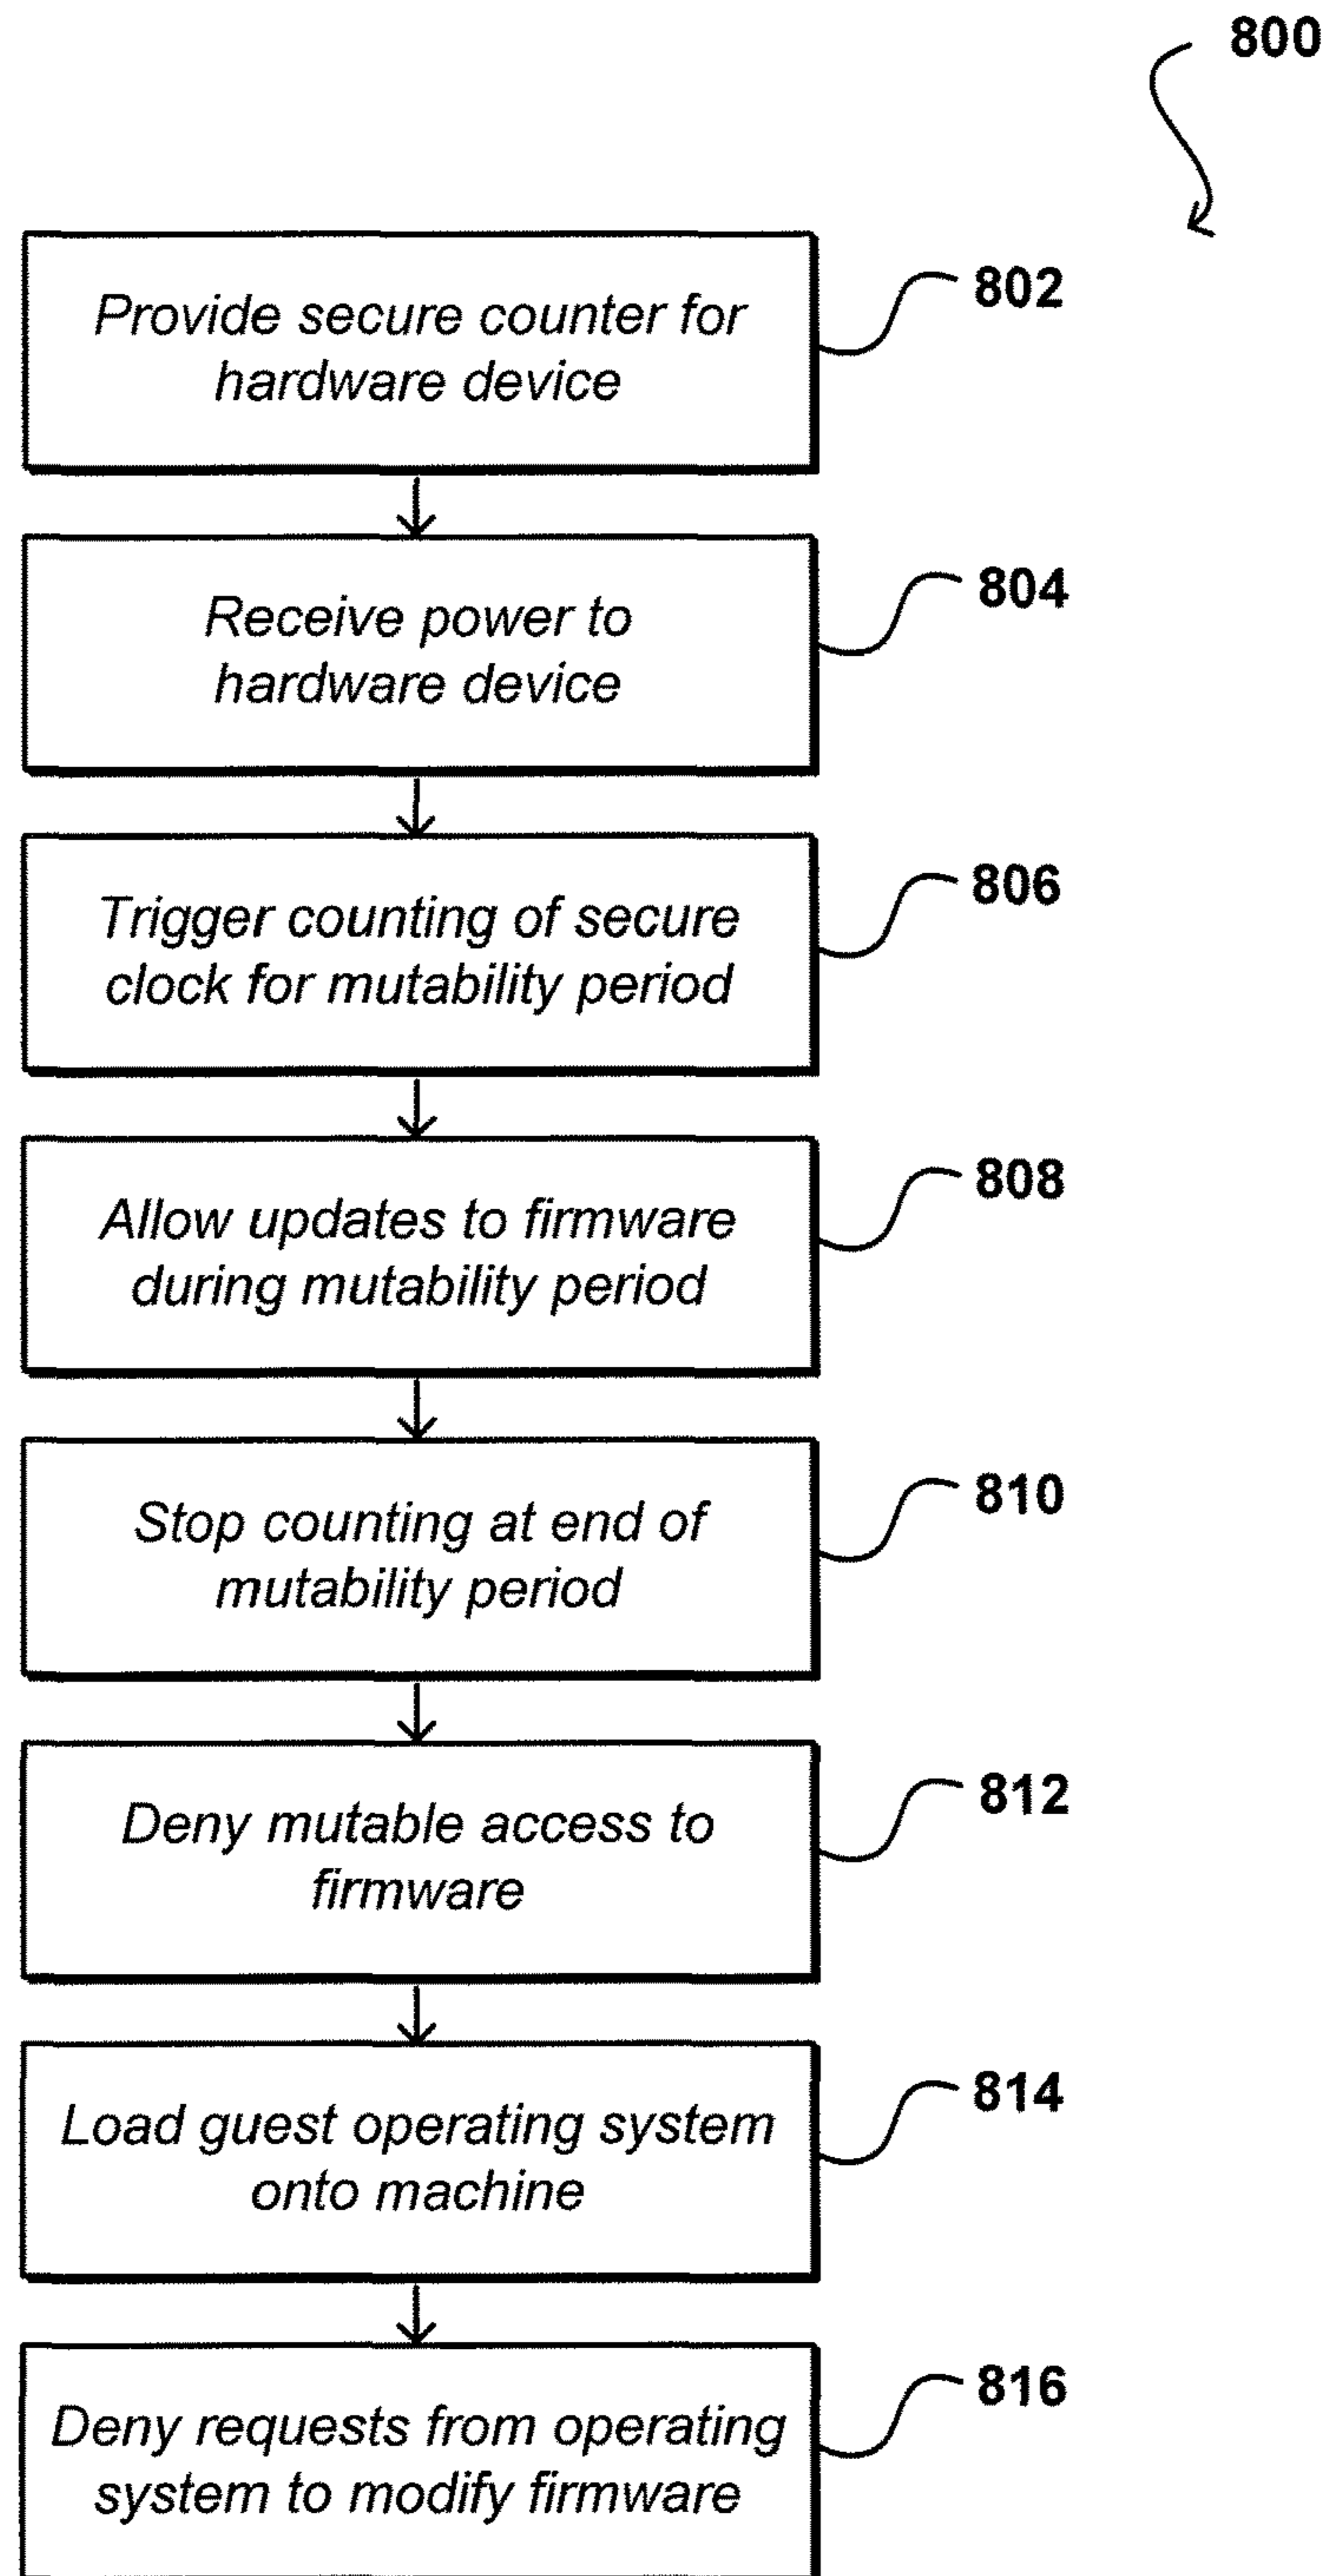 800
Provide secure counter for
hardware device
802
Receive power to
hardware device
804
Trigger counting of secure
clock for mutability period
806
Allow updates to firmware
during mutability period
808
Stop counting at end of
mutability period
810
Deny mutable access to
firmware
812
Load guest operating system
onto machine
814
Deny requests from operating
system to modify firmware
816